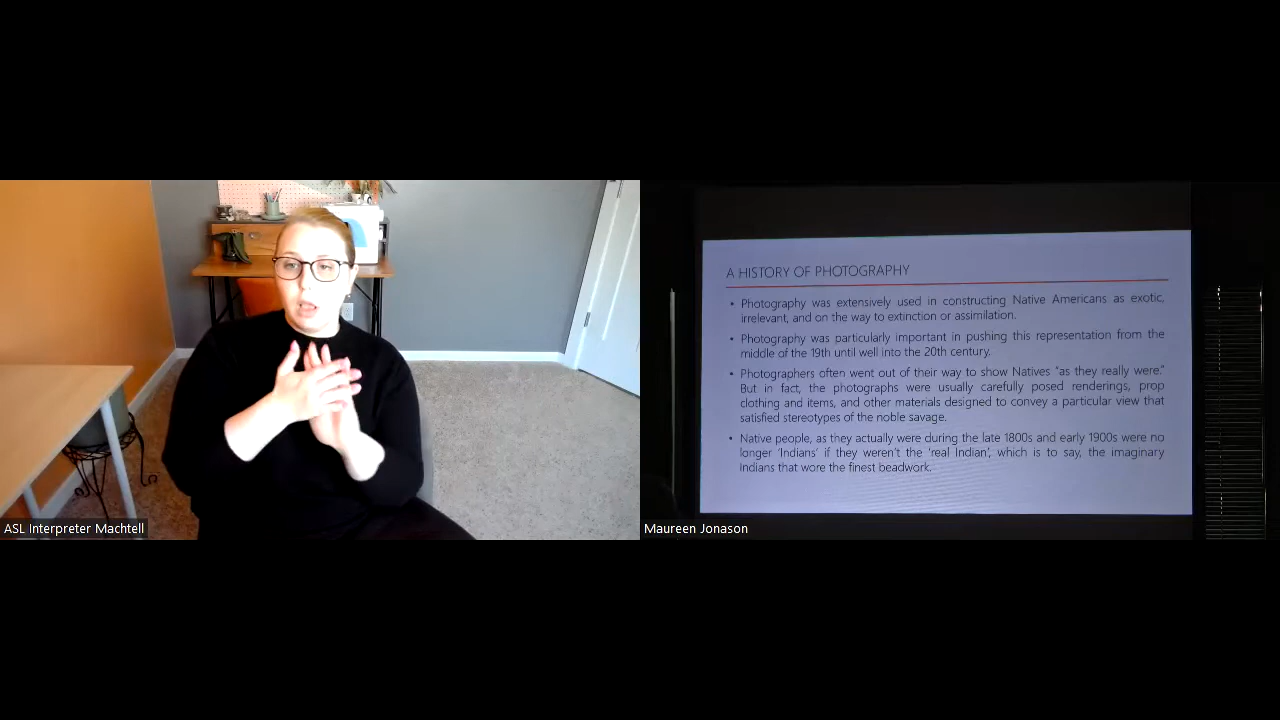 A HISTORY OF PHOTOGRAPHY
• Photography was extensively used in constructing Native Americans as exotic,
irrelevant, and on the way to extinction or assimilation.
• Photography was particularly important in pushing this representation from the
middle of the 19th until well into the 20th century.
• Photographers often went out of their way to show Natives “as they really were.”
But in fact, the photographs were usually carefully posed renderings, prop
clothing and items, and other materials designed to convey a particular view that
satisfied stereotypes of the noble savage.
• Native people, as they actually were during the late 1800s and early 1900s were no
longer ‘Indians’ if they weren’t the ‘real Indian’, which is to say, the imaginary
Indians that wore the finest beadwork.
ASL Interpreter Machtell
Maureen Jonason